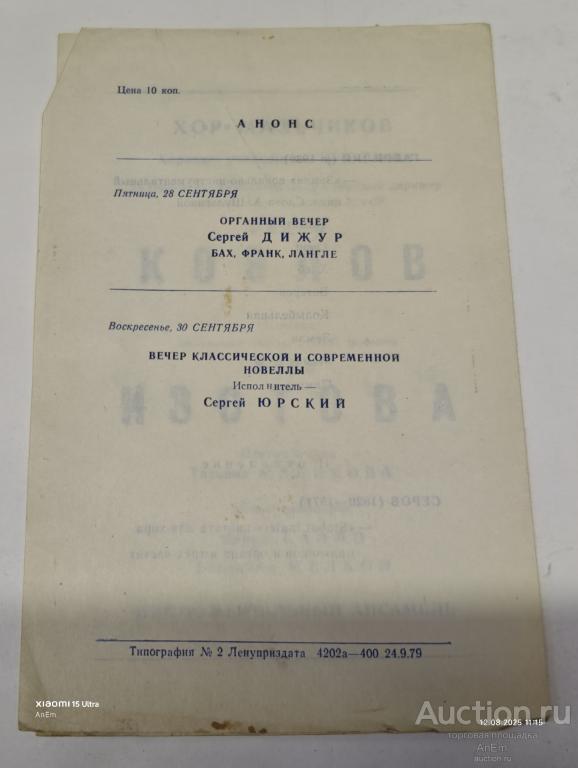 Цена 10 коп.
АНОНС
Пятница, 28 СЕНТЯБРЯ
ОРГАННЫЙ ВЕЧЕР
Сергей ДИЖУР
БАХ, ФРАНК, ЛАНГЛЕ
Воскресенье, 30 СЕНТЯБРЯ
ВЕЧЕР КЛАССИЧЕСКОЙ И СОВРЕМЕННОЙ
НОВЕЛЛЫ
Исполнитель —
Сергей ЮРСКИЙ
Типография № 2 Ленуприздата 4202а—400 24.9.79
XIAOMI 15 Ultra
AnEm
12.08.2025 11:15
Auction.ru
торговая площадка
AnEm
auction.ru